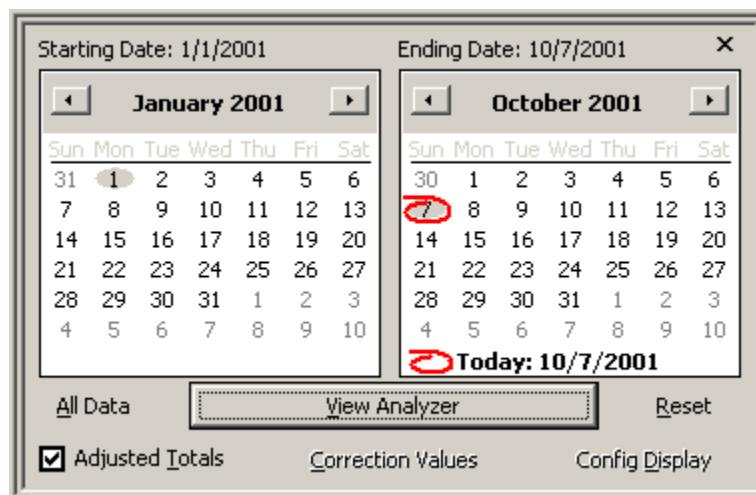 Starting Date: 1/1/2001 Ending Date: 10/7/2001 ×
January 2001 October 2001
Sun Mon Tue Wed Thu Fri Sat Sun Mon Tue Wed Thu Fri Sat
31 1 2 3 4 5 6 30 1 2 3 4 5 6
7 8 9 10 11 12 13 7 8 9 10 11 12 13
14 15 16 17 18 19 20 14 15 16 17 18 19 20
21 22 23 24 25 26 27 21 22 23 24 25 26 27
28 29 30 31 1 2 3 28 29 30 31 1 2 3
4 5 6 7 8 9 10 4 5 6 7 8 9 10
Today: 10/7/2001
All Data View Analyzer Reset
Adjusted Totals Correction Values Config Display